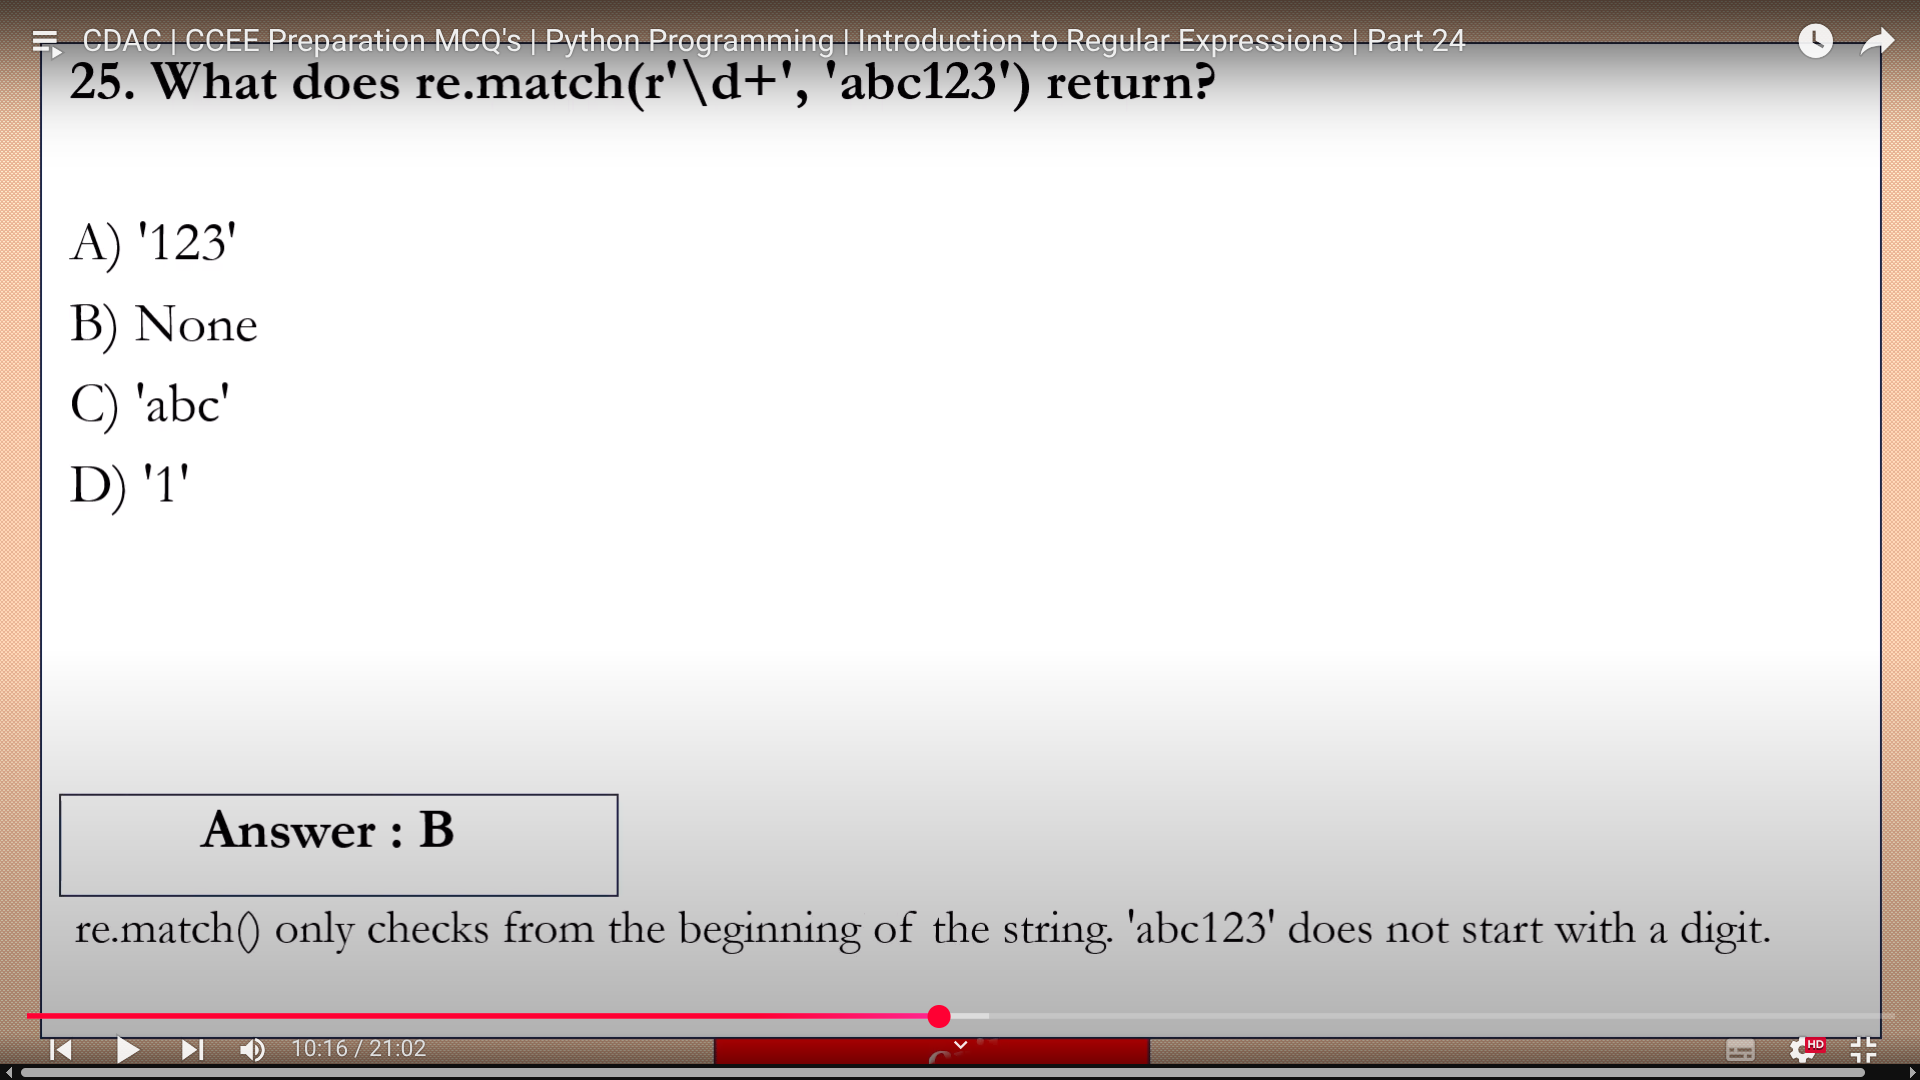 CDAC | CCEE Preparation MCQ's | Python Programming | Introduction to Regular Expressions | Part 24
25. What does re.match(r'\d+', 'abc123') return?
A) '123'
B) None
C) 'abc'
D) '1'
Answer : B
re.match() only checks from the beginning of the string. 'abc123' does not start with a digit.
10:16 / 21:02
HD